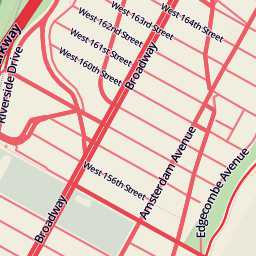 West 164th Street
West 163rd Street
West 162nd Street
West 161st Street
West 160th Street
Broadway
Riverside Drive
West 156th Street
Amsterdam Avenue
Edgecombe Avenue
Broadway